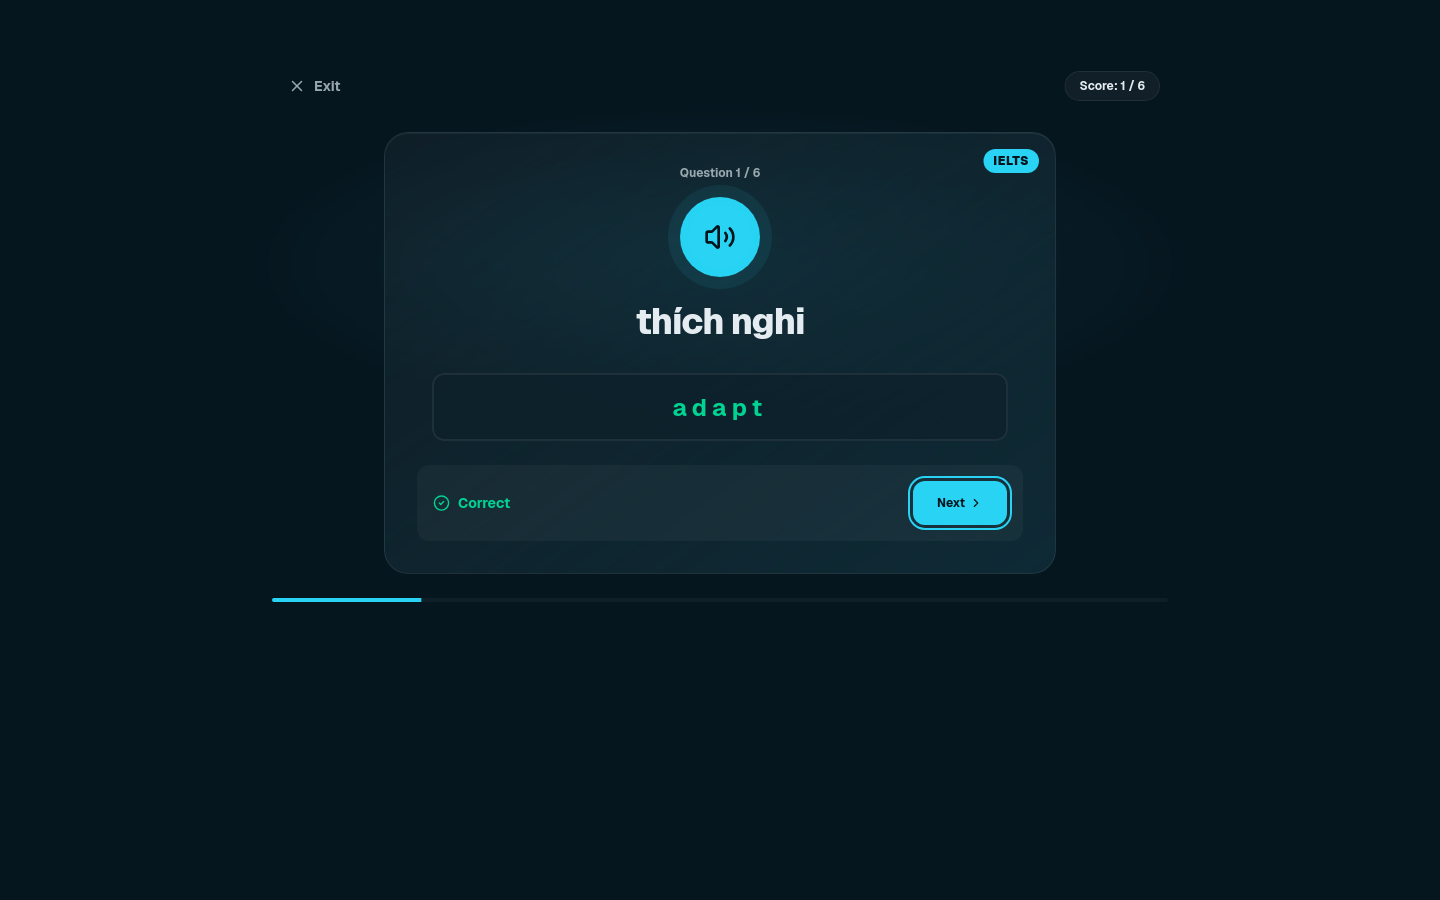 Exit
Score: 1 / 6
IELTS
Question 1 / 6
thích nghi
adapt
Correct
Next